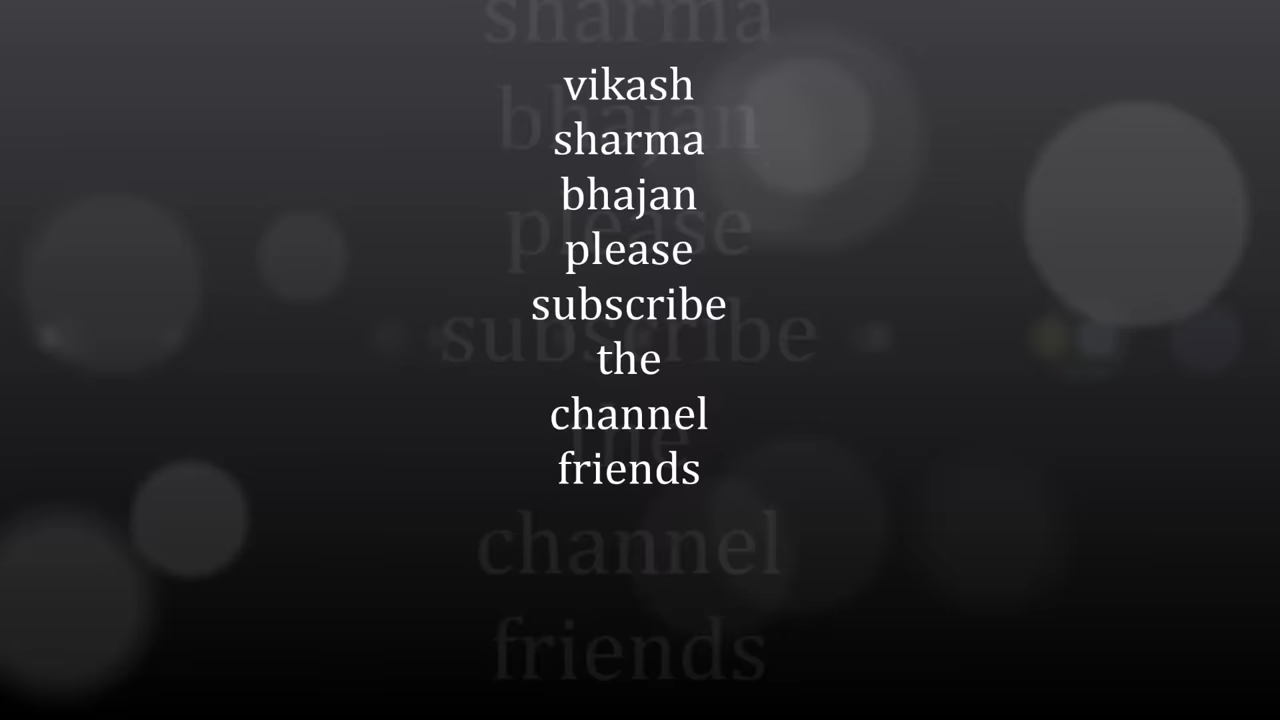 vikash
sharma
bhajan
please
subscribe
the
channel
friends